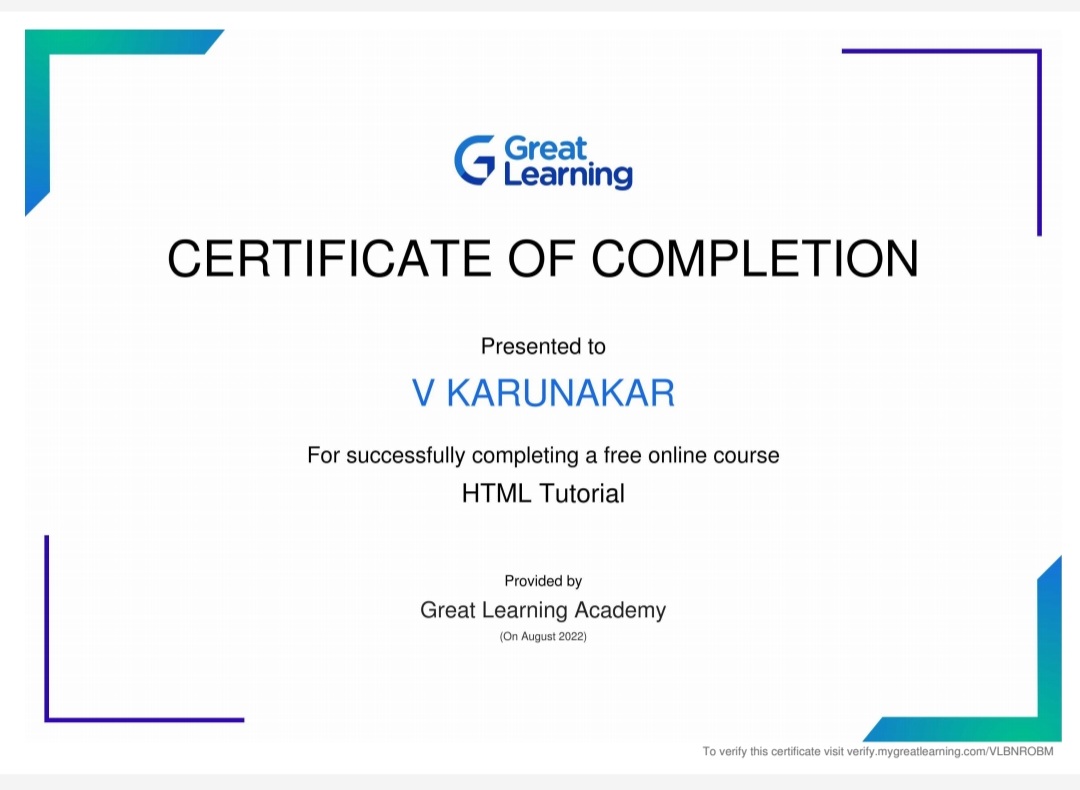 Great
Learning
CERTIFICATE OF COMPLETION
Presented to
V KARUNAKAR
For successfully completing a free online course
HTML Tutorial
Provided by
Great Learning Academy
(On August 2022)
To verify this certificate visit verify.mygreatlearning.com/VLBNROBM